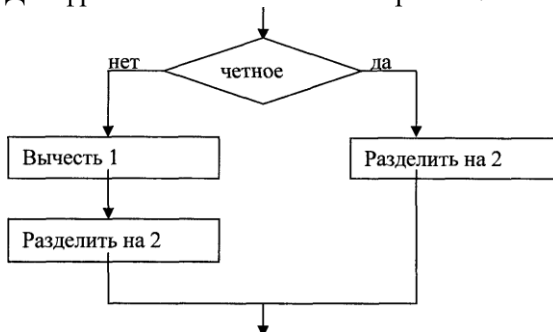 нет
четное
да
Вычесть 1
Разделить на 2
Разделить на 2